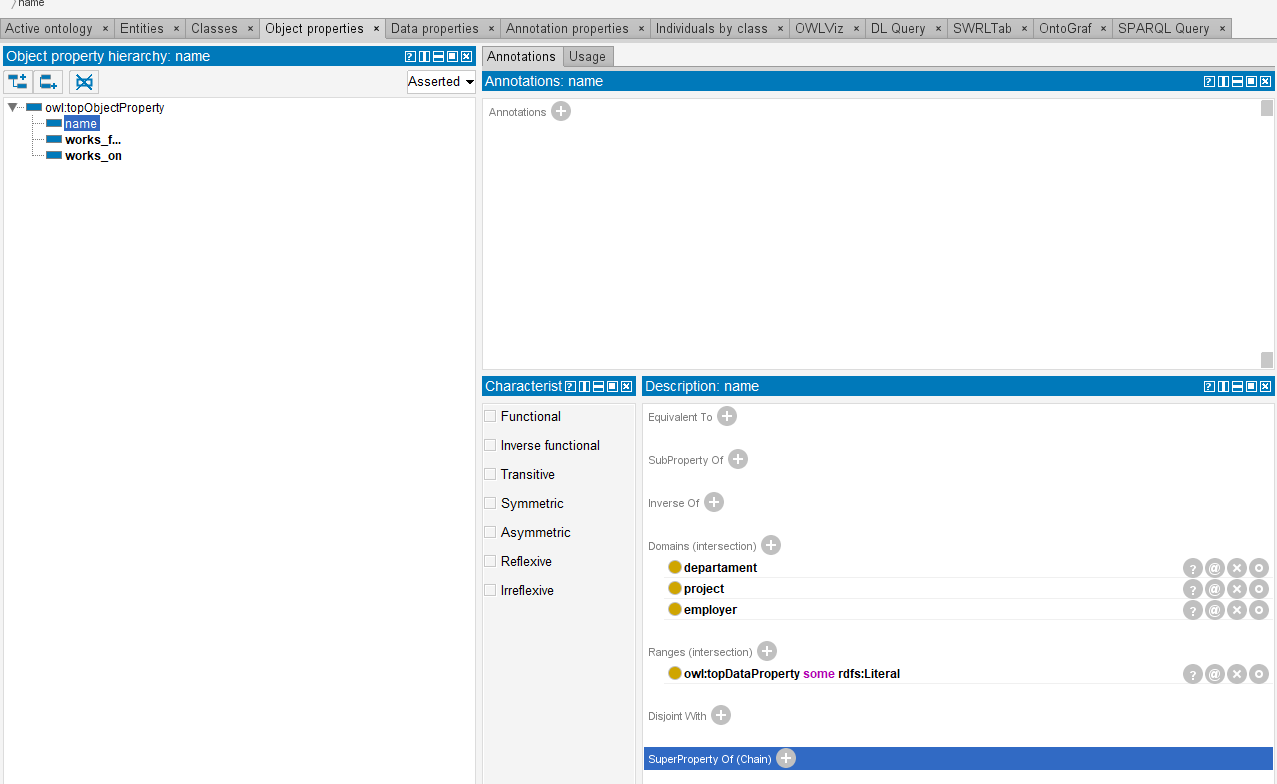 name
Active ontology × Entities × Classes × Object properties × Data properties × Annotation properties × Individuals by class × OWLViz × DL Query × SWRLTab × OntoGraf × SPARQL Query ×
Object property hierarchy: name
Asserted
owl:topObjectProperty
name
works_f...
works_on
Annotations Usage
Annotations: name
Annotations
Characterist
Functional
Inverse functional
Transitive
Symmetric
Asymmetric
Reflexive
Irreflexive
Description: name
Equivalent To
SubProperty Of
Inverse Of
Domains (intersection)
departament
project
employer
Ranges (intersection)
owl:topDataProperty some rdfs:Literal
Disjoint With
SuperProperty Of (Chain)